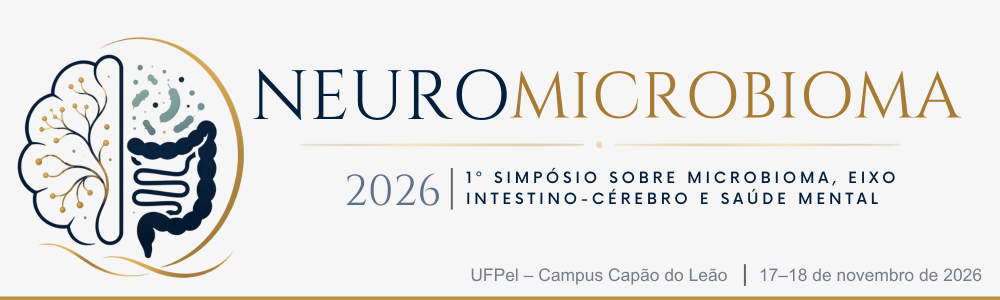 NEUROMICROBIOMA
2026
1° SIMPÓSIO SOBRE MICROBIOMA, EIXO
INTESTINO-CÉREBRO E SAÚDE MENTAL
UFPel – Campus Capão do Leão | 17–18 de novembro de 2026